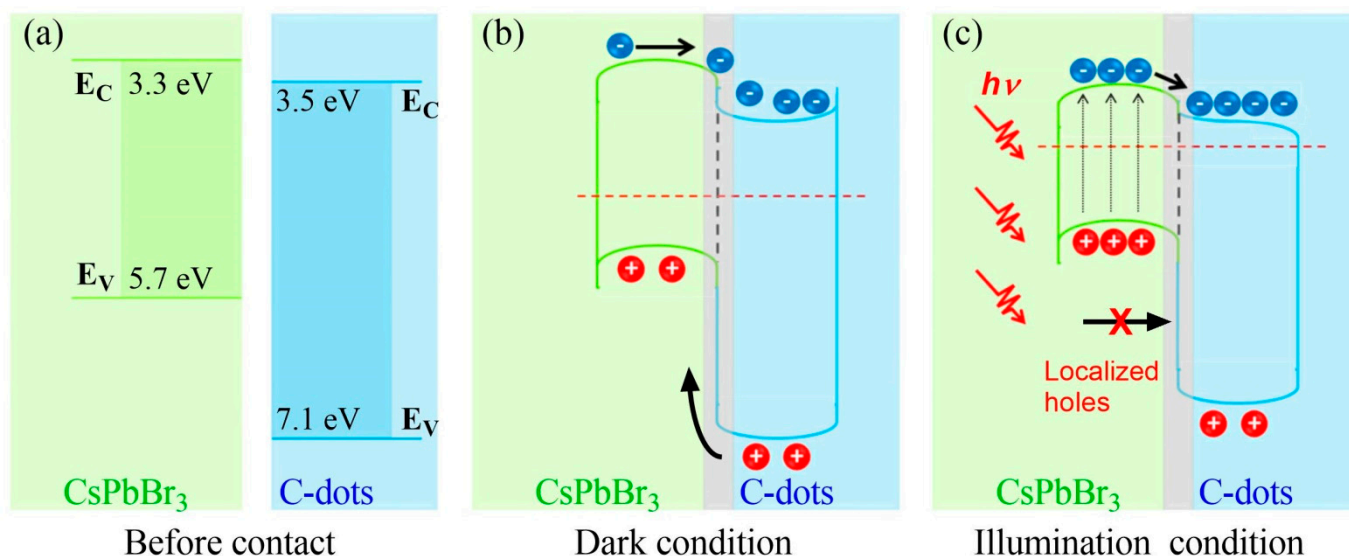 (a)
E_C 3.3 eV
E_V 5.7 eV
CsPbBr₃
3.5 eV E_C
7.1 eV E_V
C-dots
Before contact
(b)
CsPbBr₃
C-dots
Dark condition
(c)
hν
X
Localized
holes
CsPbBr₃
C-dots
Illumination condition